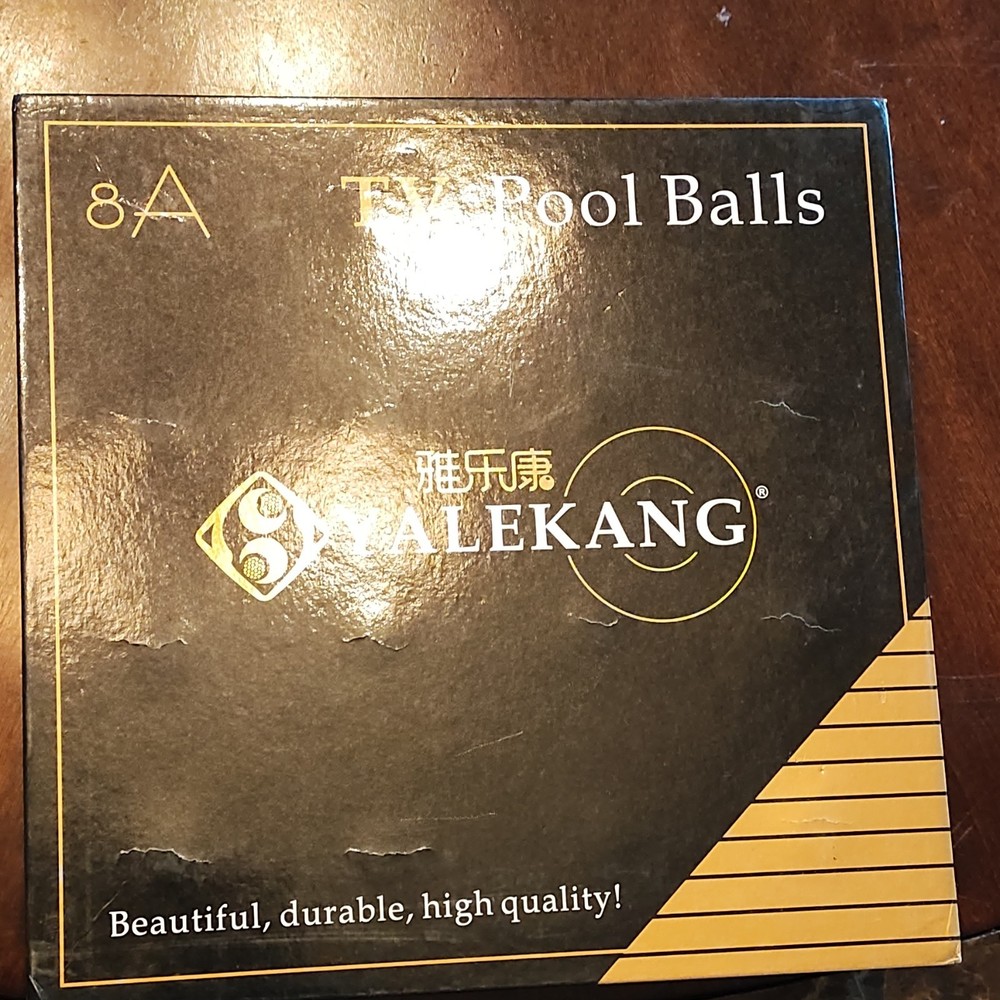 8A
TV Pool Balls
雅乐康
YALEKANG®
Beautiful, durable, high quality!